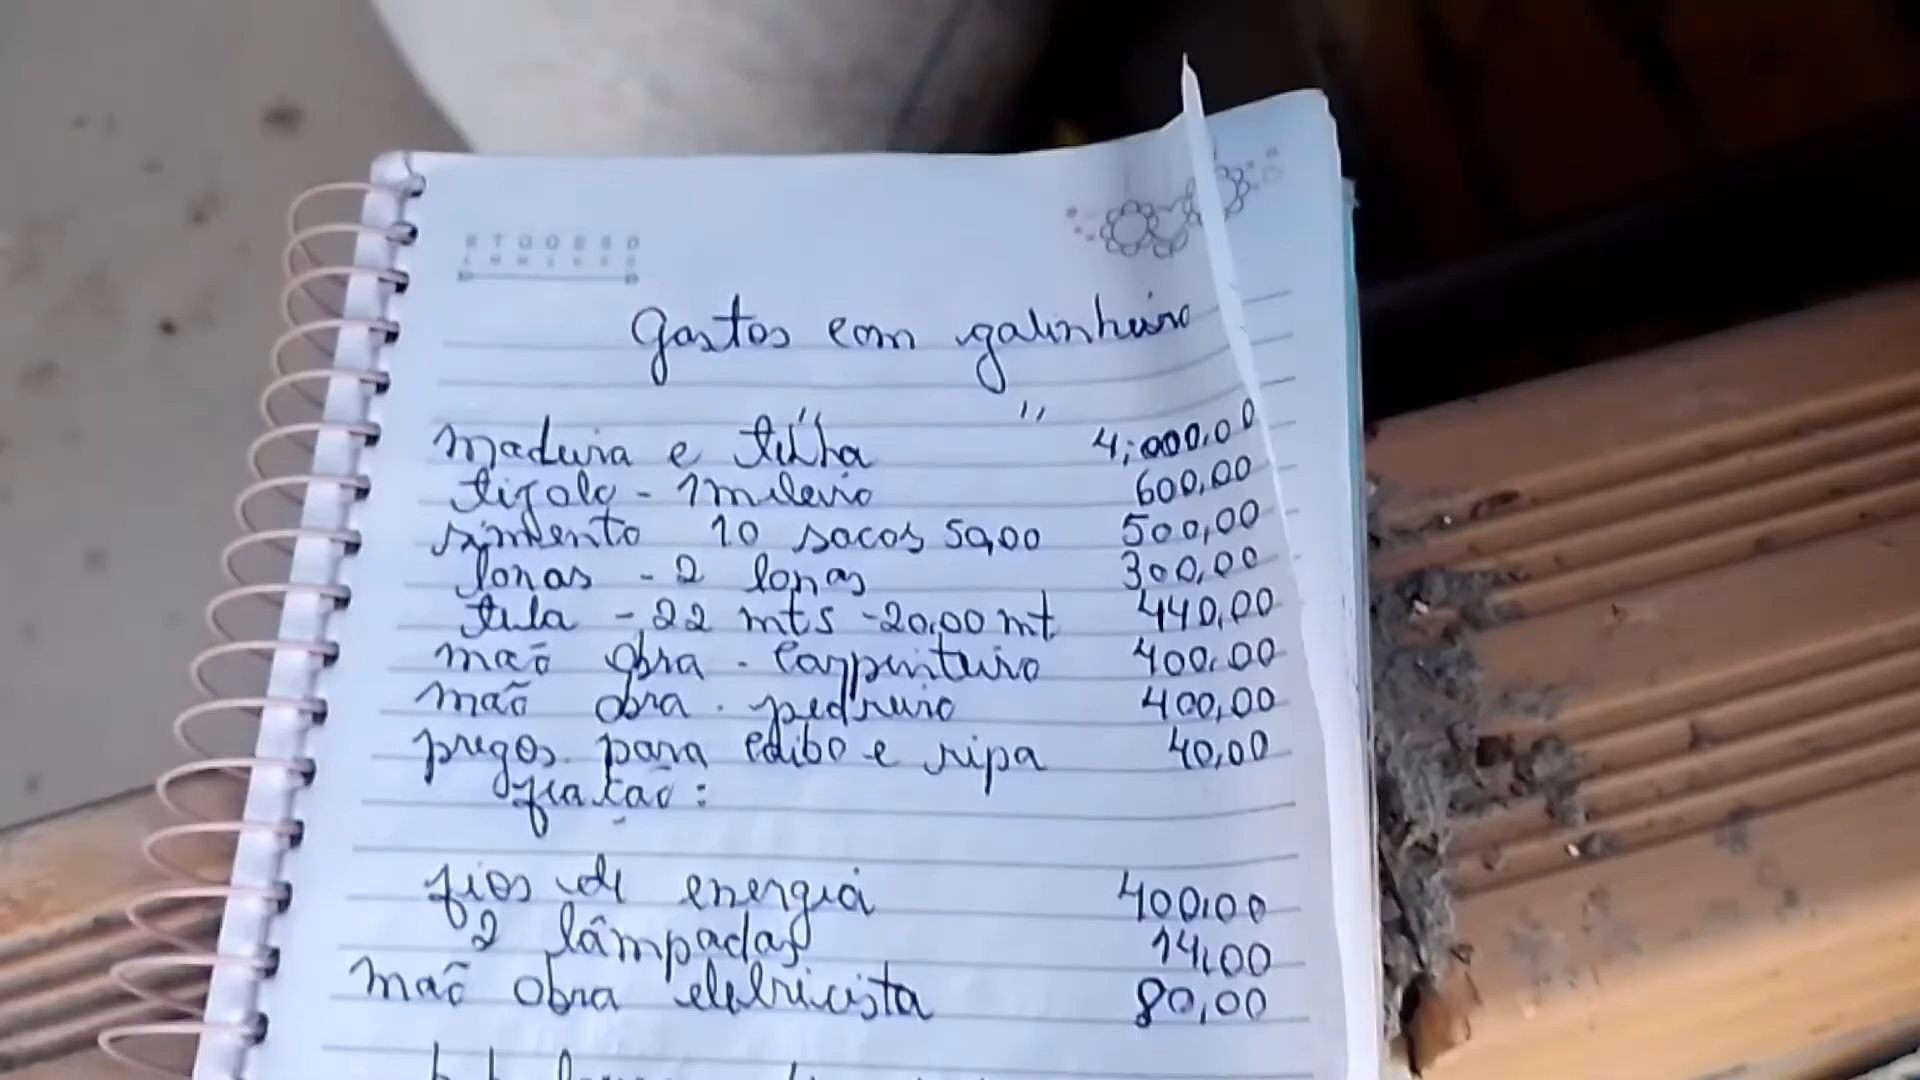 S T Q Q S S D
L M M J V S D
gastos com galinheiro
" "
madeira e telha 4;000,00
tijolo - 1 mileiro 600,00
simento 10 sacos 50,00 500,00
lonas - 2 lonas 300,00
tela - 22 mts - 20,00 mt 440,00
mão obra - carpinteiro 400,00
mão obra . pedreiro 400,00
pregos para caibo e ripa 40,00
fiação:
fios de energia 400,00
2 lâmpadas 14,00
mão obra eletricista 80,00